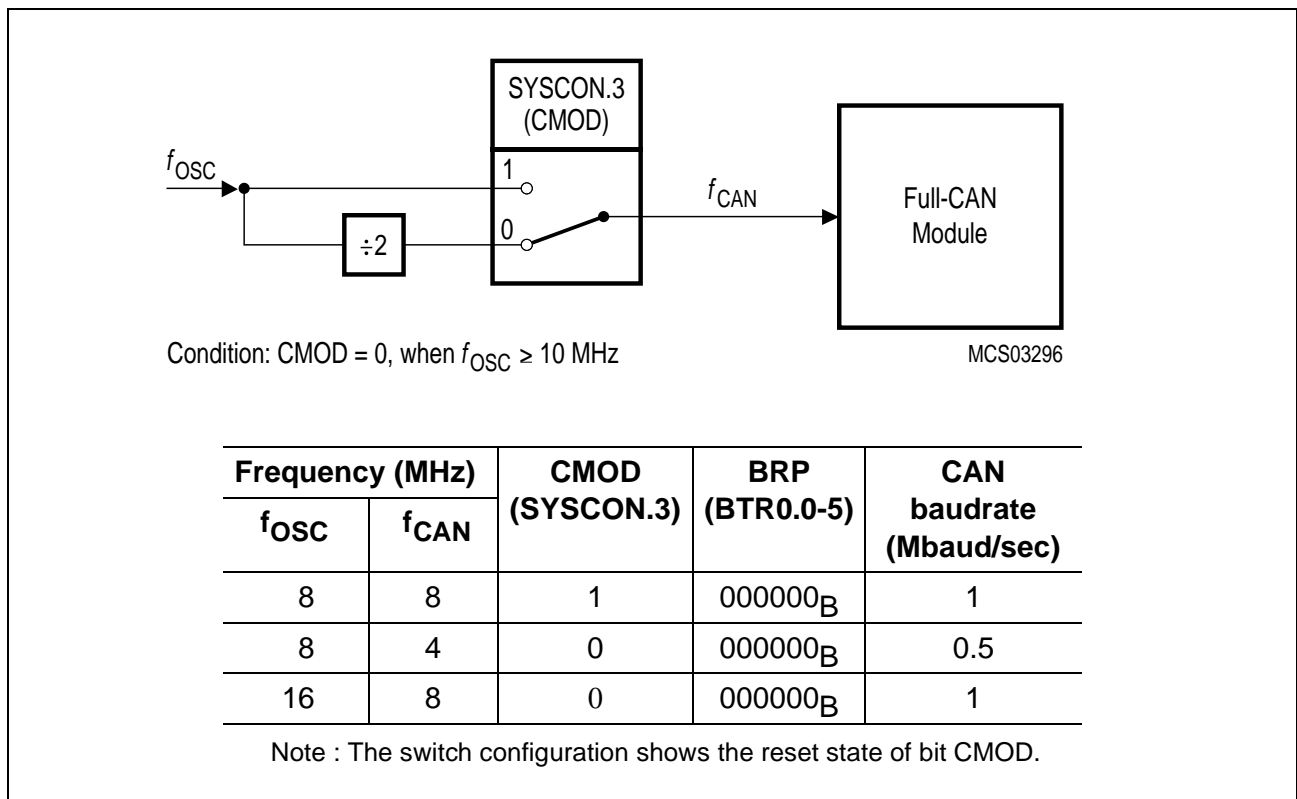 SYSCON.3
(CMOD)
fOSC
1
0
÷2
fCAN
Full-CAN
Module
Condition: CMOD = 0, when fOSC ≥ 10 MHz
MCS03296
Frequency (MHz) CMOD (SYSCON.3) BRP (BTR0.0-5) CAN baudrate (Mbaud/sec)
fOSC fCAN
8 8 1 000000B 1
8 4 0 000000B 0.5
16 8 0 000000B 1
Note : The switch configuration shows the reset state of bit CMOD.